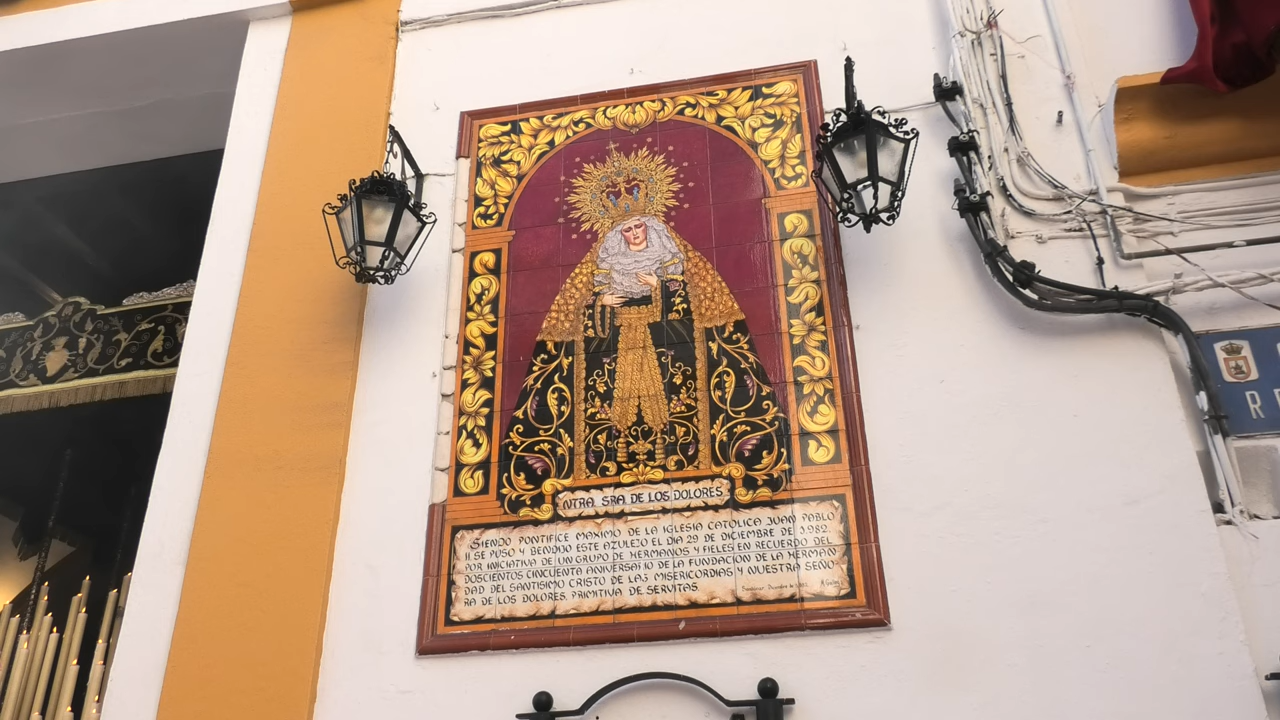 NTRA. SRA. DE LOS DOLORES
SIENDO PONTIFICE MAXIMO DE LA IGLESIA CATOLICA JUAN PABLO
II SE PUSO Y BENDIJO ESTE AZULEJO EL DIA 29 DE DICIEMBRE DE 1.982.
POR INICIATIVA DE UN GRUPO DE HERMANOS Y FIELES EN RECUERDO DEL
DOSCIENTOS CINCUENTA ANIVERSARIO DE LA FUNDACION DE LA HERMAN
DAD DEL SANTISIMO CRISTO DE LAS MISERICORDIAS Y NUESTRA SEÑO-
RA DE LOS DOLORES. PRIMITIVA DE SERVITAS.
R